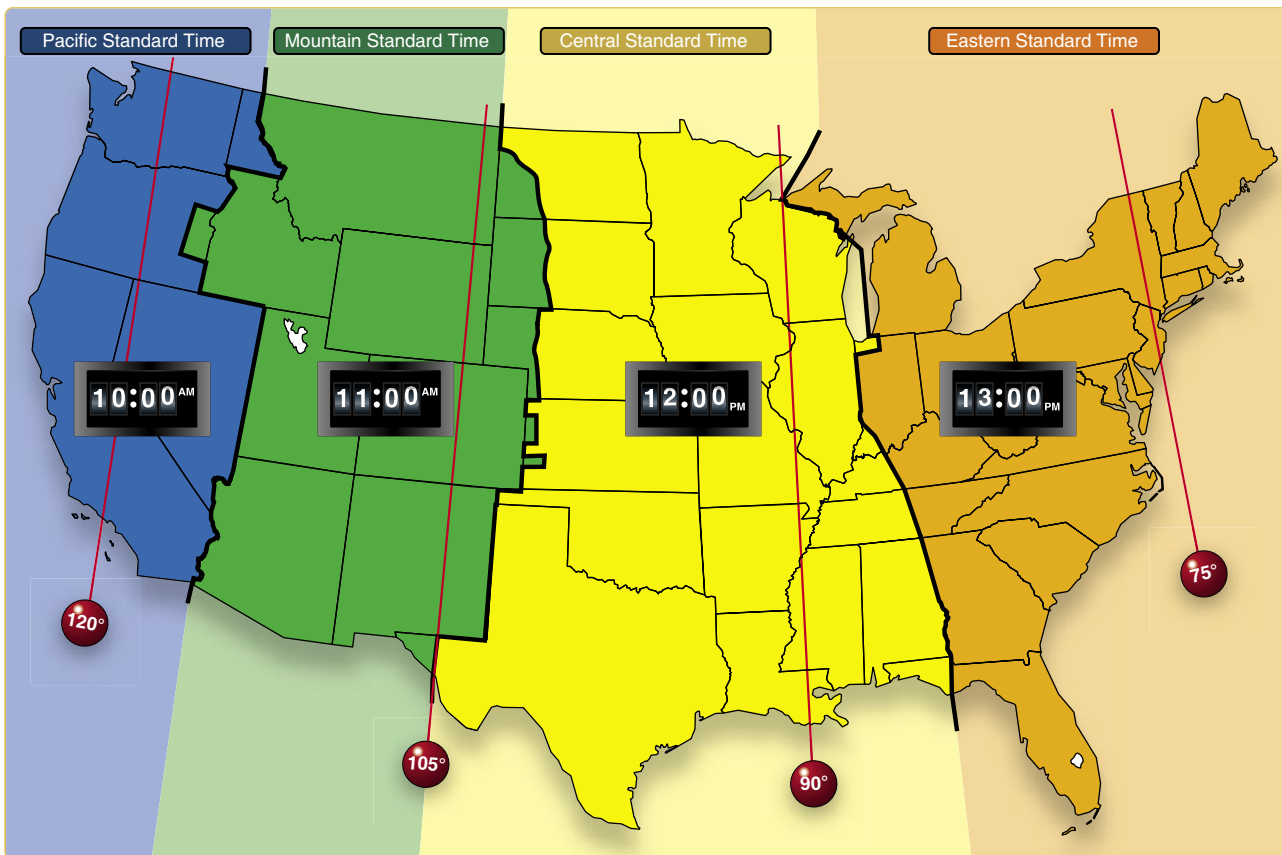 Pacific Standard Time
Mountain Standard Time
Central Standard Time
Eastern Standard Time
10:00 AM
11:00 AM
12:00 PM
13:00 PM
120°
105°
90°
75°